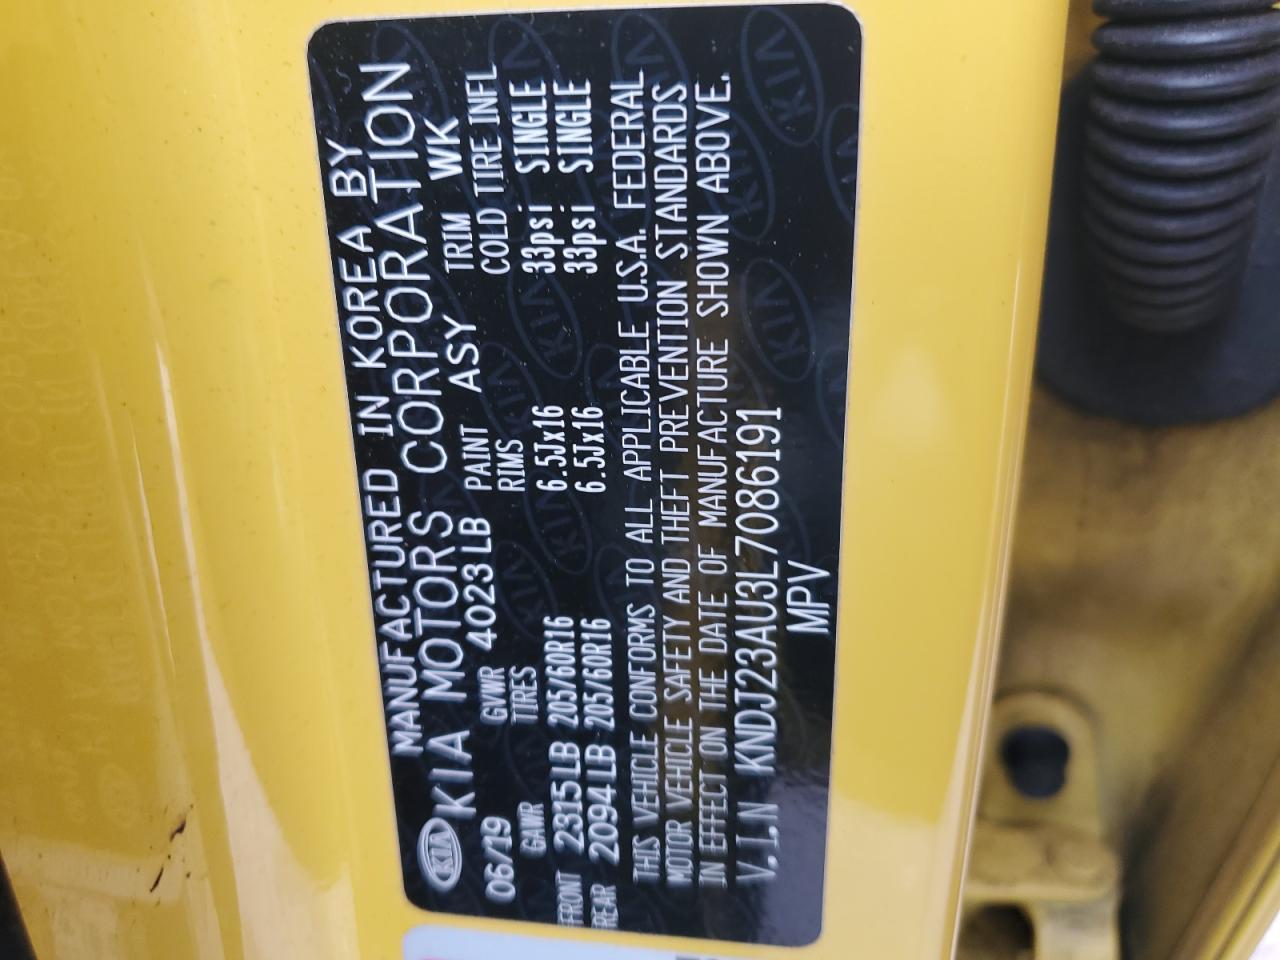 MANUFACTURED IN KOREA BY
KIA KIA MOTORS CORPORATION
06/19 GVWR 4023LB PAINT ASY TRIM WK
GAWR TIRES RIMS COLD TIRE INFL
FRONT 2315LB 205/60R16 6.5Jx16 33psi SINGLE
REAR 2094LB 205/60R16 6.5Jx16 33psi SINGLE
THIS VEHICLE CONFORMS TO ALL APPLICABLE U.S.A. FEDERAL
MOTOR VEHICLE SAFETY AND THEFT PREVENTION STANDARDS
IN EFFECT ON THE DATE OF MANUFACTURE SHOWN ABOVE.
V.I.N KNDJ23AU3L7086191
MPV